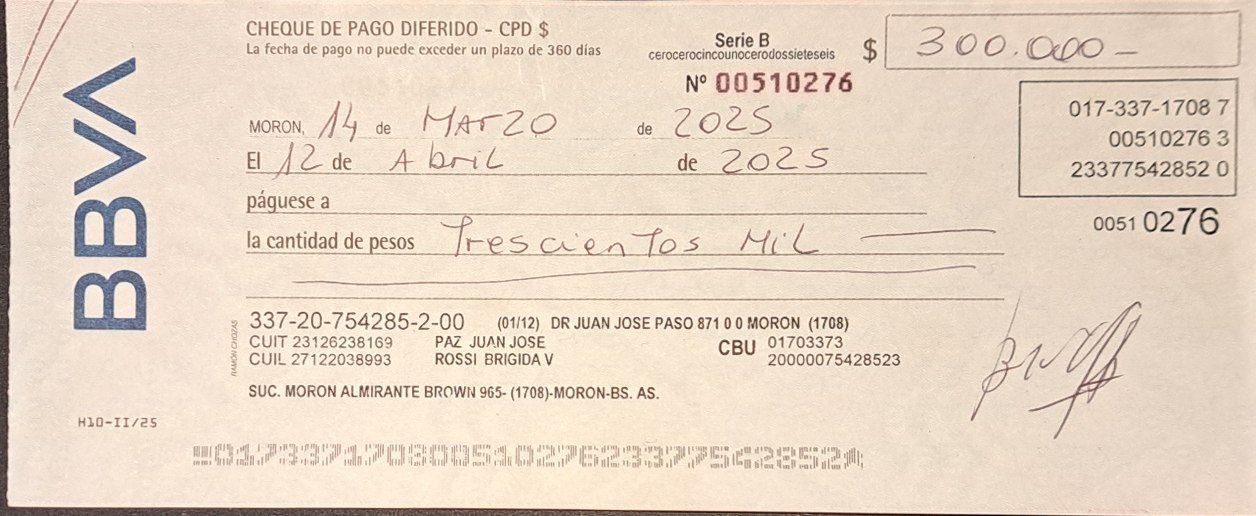 BBVA
CHEQUE DE PAGO DIFERIDO - CPD $
La fecha de pago no puede exceder un plazo de 360 días
Serie B
cerocerocincounocerodossieteseis
Nº 00510276
$ 300.000-
017-337-1708 7
00510276 3
23377542852 0
0051 0276
MORON, 14 de Marzo de 2025
El 12 de Abril de 2025
páguese a
la cantidad de pesos Trescientos Mil
337-20-754285-2-00 (01/12) DR JUAN JOSE PASO 871 0 0 MORON (1708)
CUIT 23126238169 PAZ JUAN JOSE
CUIL 27122038993 ROSSI BRIGIDA V
CBU 01703373
20000075428523
SUC. MORON ALMIRANTE BROWN 965- (1708)-MORON-BS. AS.
RAMÓN CHOZAS
H10-II/25
01733717080051027623377542852